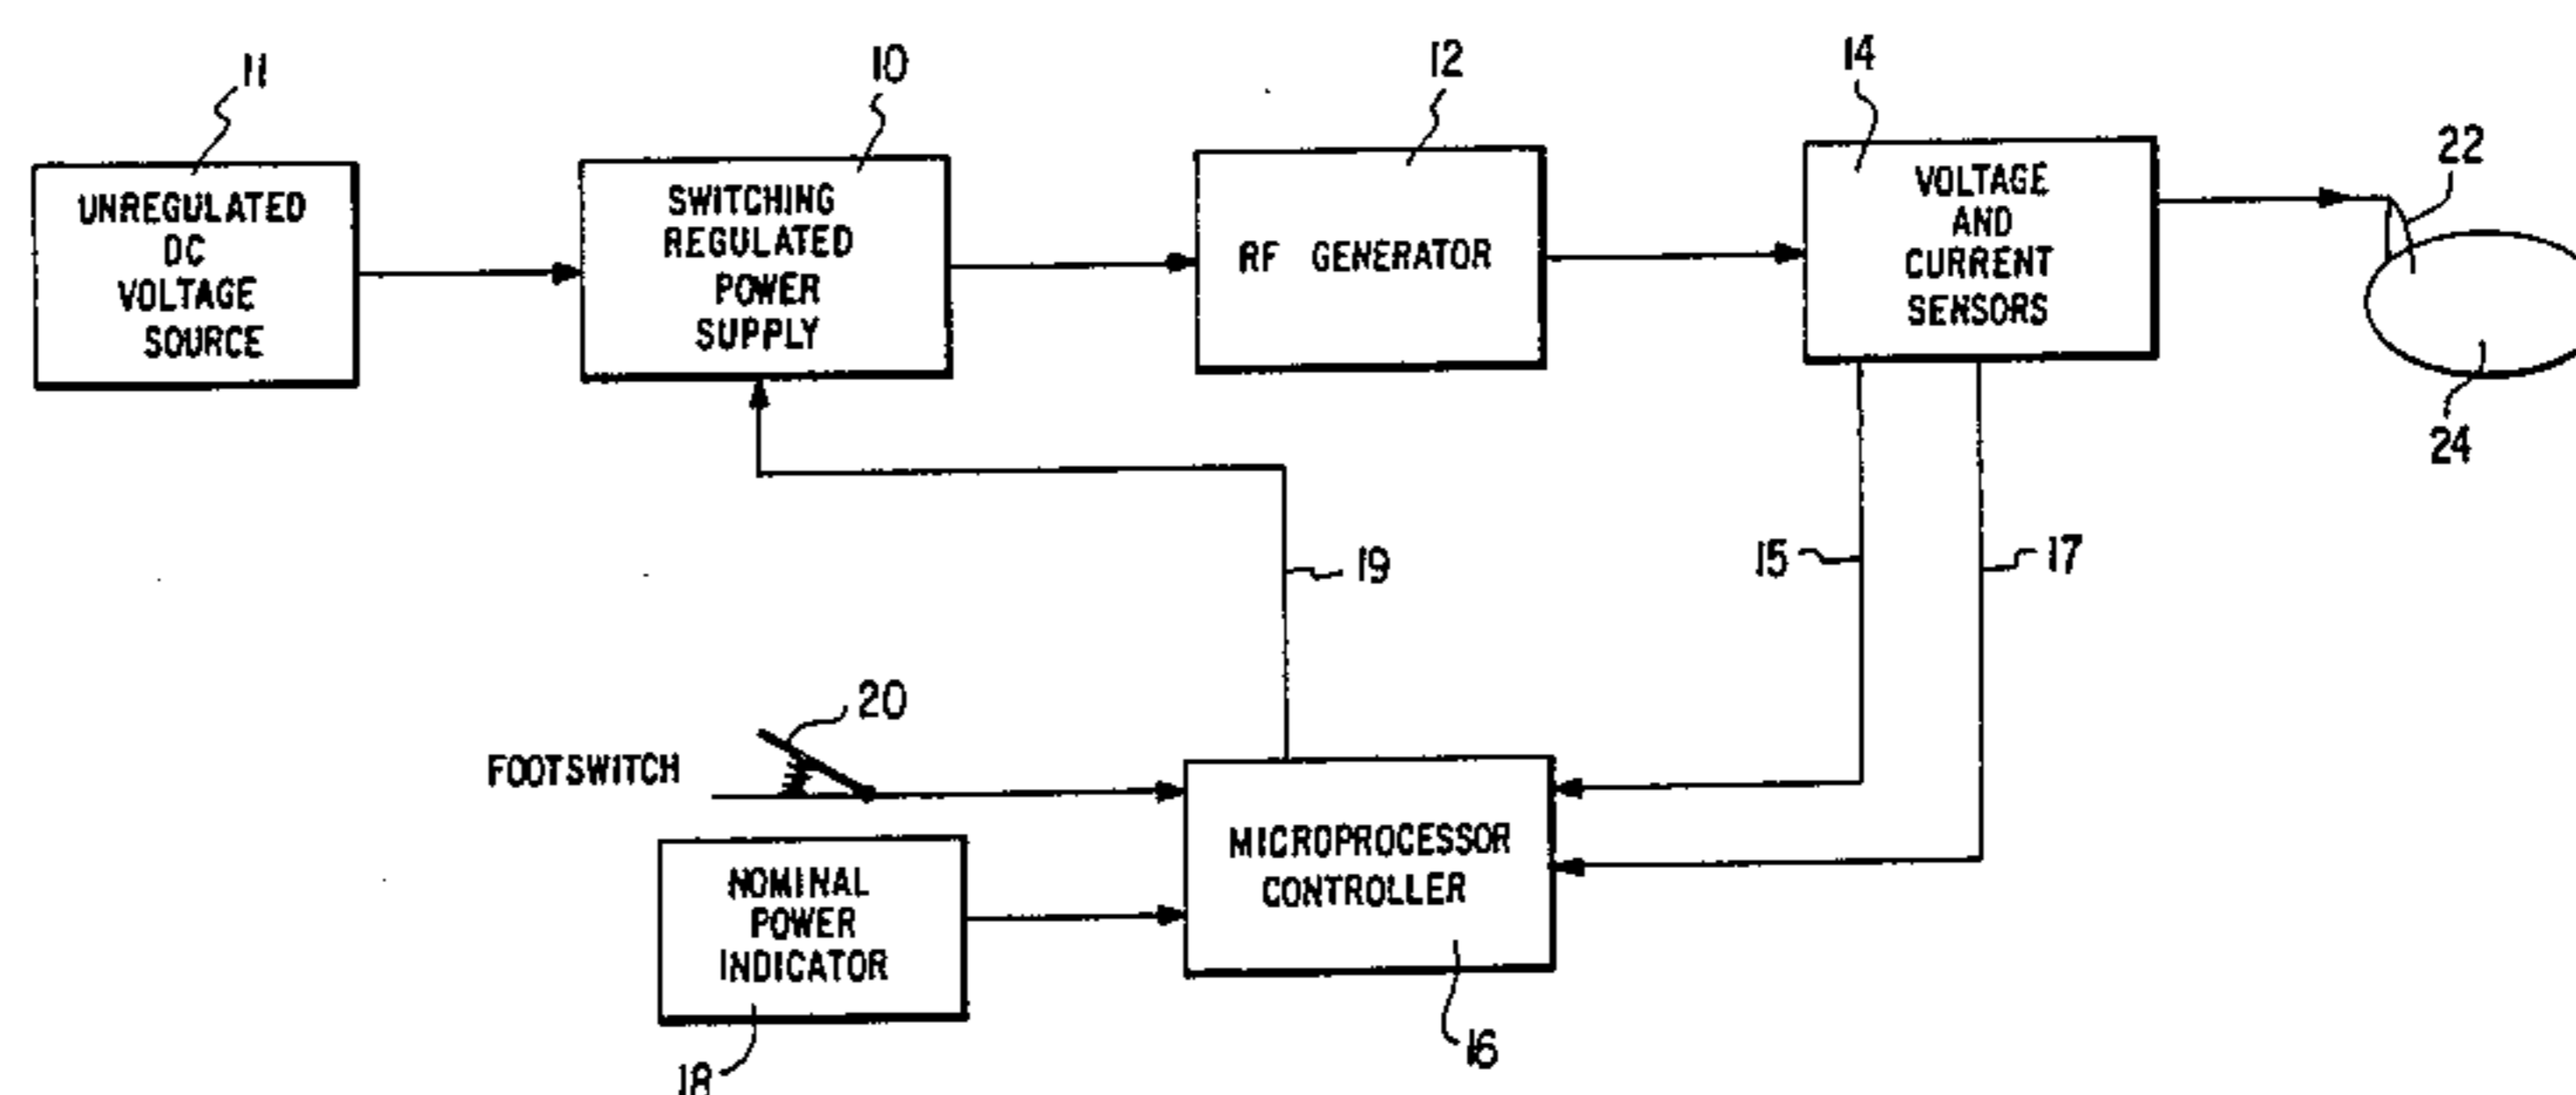 11
10
12
14
22
UNREGULATED
DC
VOLTAGE
SOURCE
SWITCHING
REGULATED
POWER
SUPPLY
RF GENERATOR
VOLTAGE
AND
CURRENT
SENSORS
24
19
15
17
FOOTSWITCH
20
NOMINAL
POWER
INDICATOR
MICROPROCESSOR
CONTROLLER
18
16